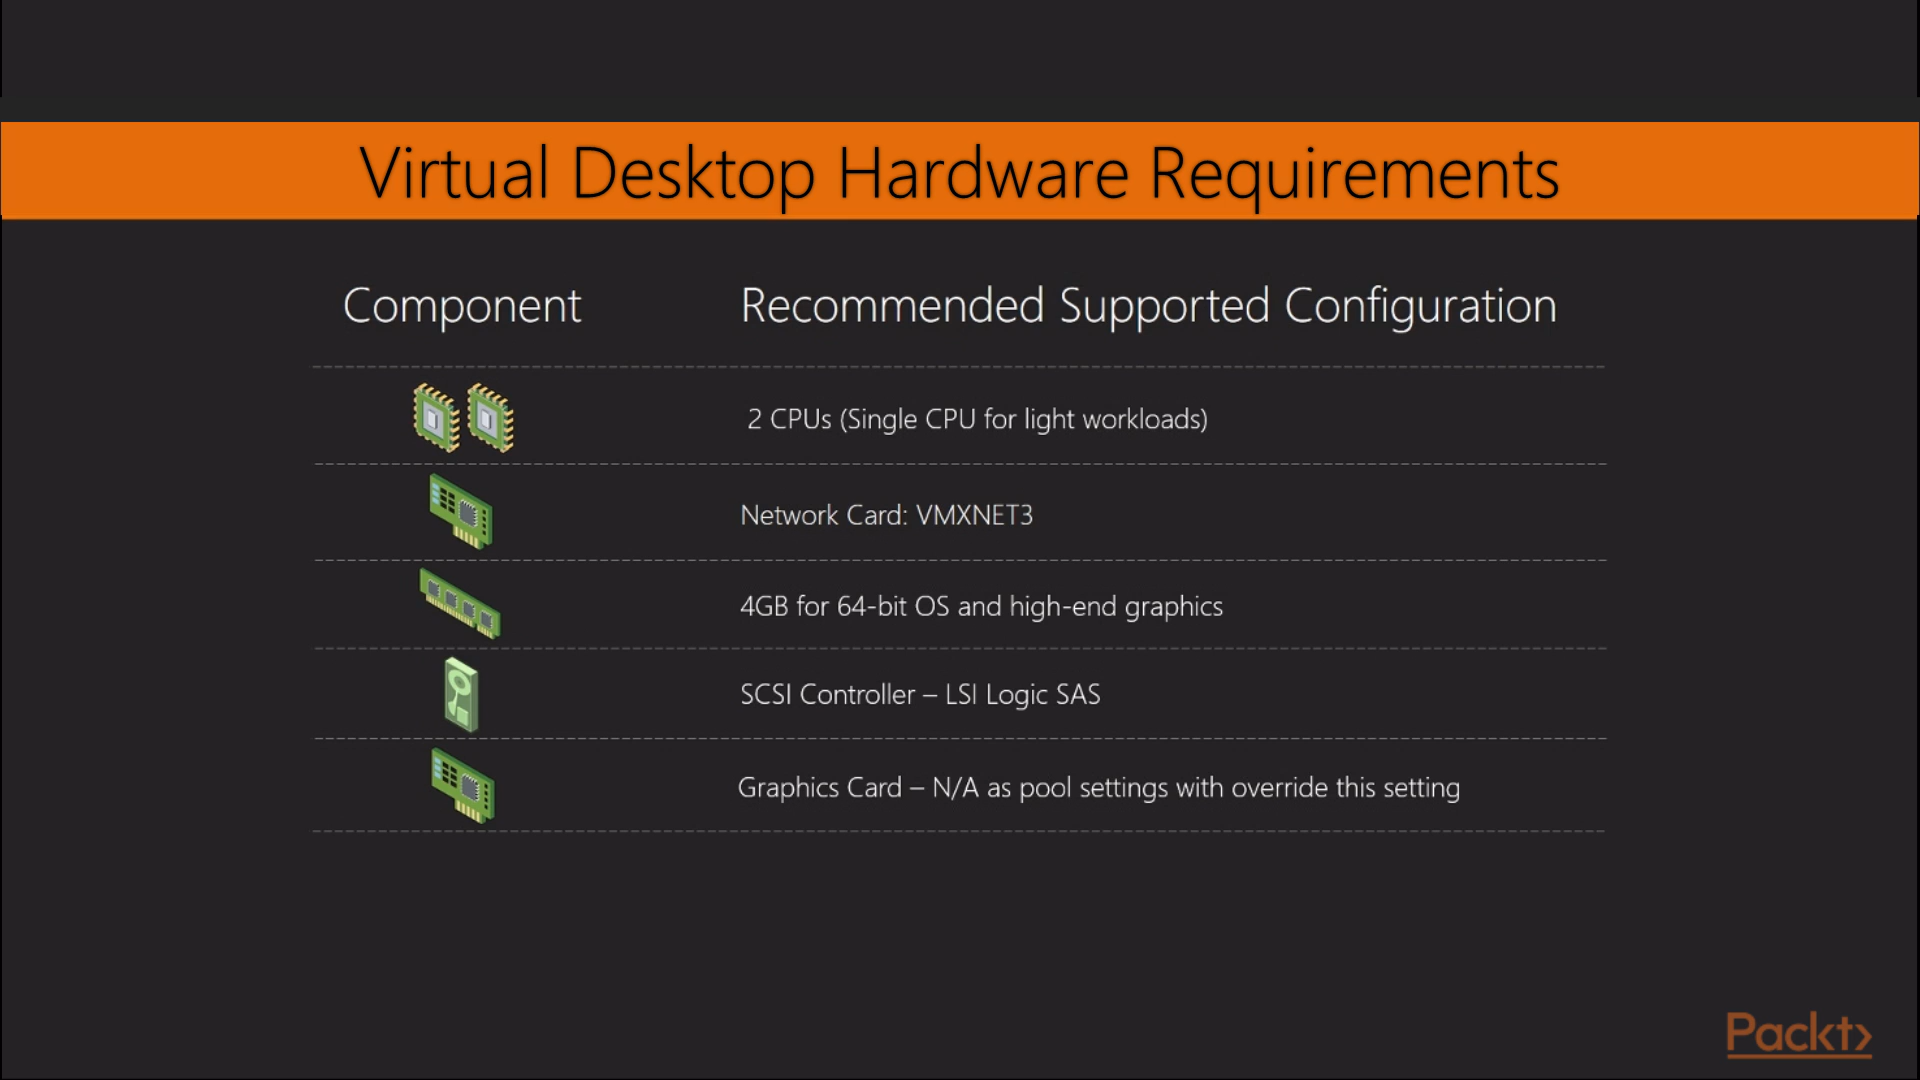 Virtual Desktop Hardware Requirements
Component
Recommended Supported Configuration
2 CPUs (Single CPU for light workloads)
Network Card: VMXNET3
4GB for 64-bit OS and high-end graphics
SCSI Controller – LSI Logic SAS
Graphics Card – N/A as pool settings with override this setting
Packt>